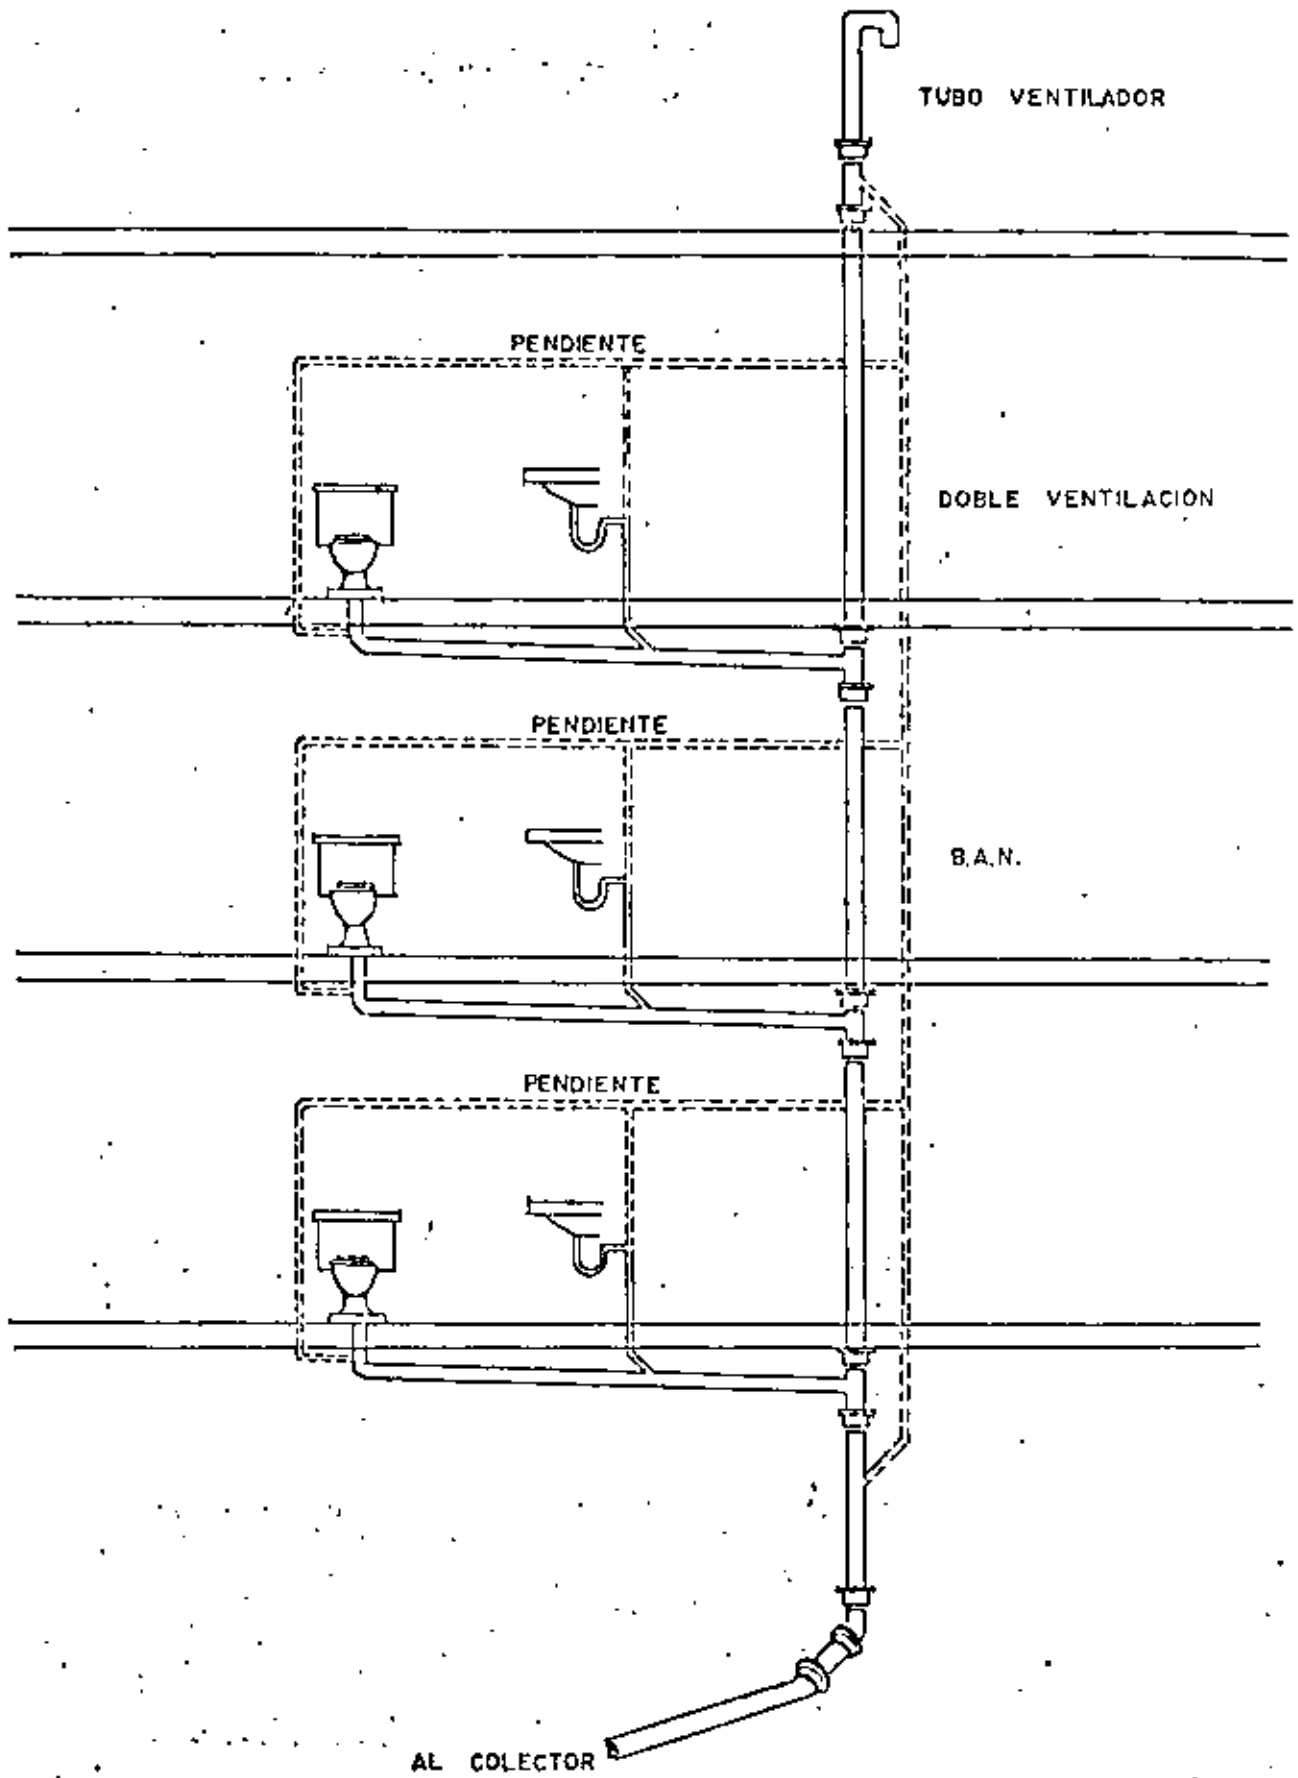 TUBO VENTILADOR
PENDIENTE
DOBLE VENTILACION
PENDIENTE
B.A.N.
PENDIENTE
AL COLECTOR